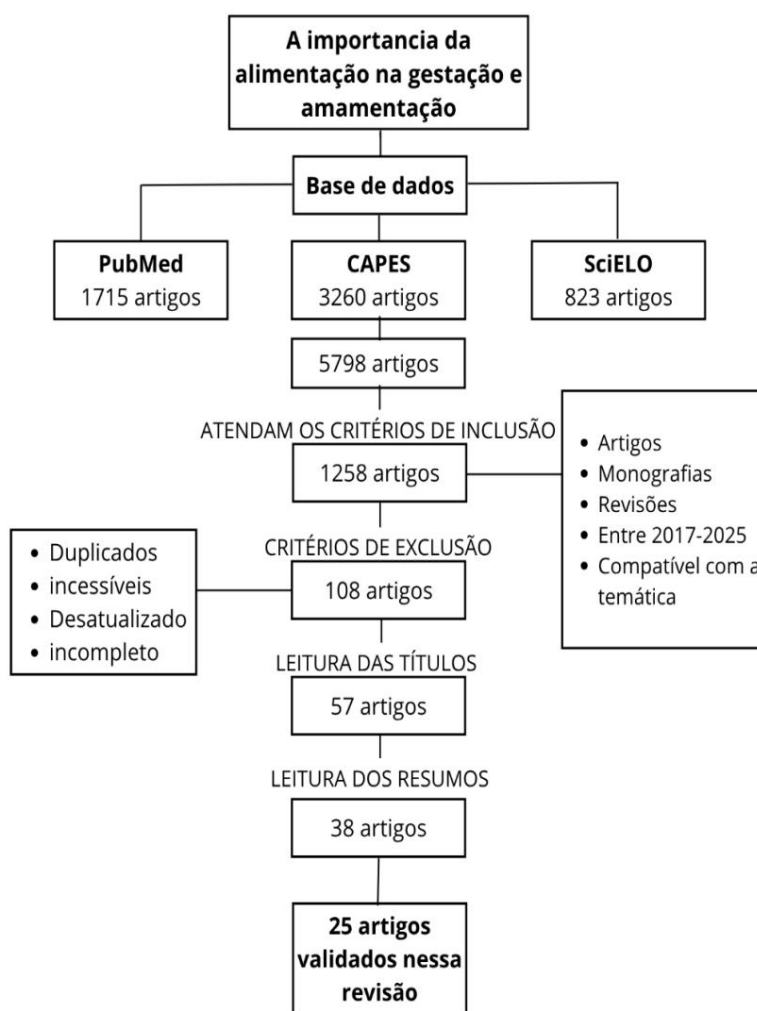 A importancia da
alimentação na gestação e
amamentação
Base de dados
PubMed
1715 artigos
CAPES
3260 artigos
SciELO
823 artigos
5798 artigos
ATENDAM OS CRITÉRIOS DE INCLUSÃO
1258 artigos
• Artigos
• Monografias
• Revisões
• Entre 2017-2025
• Compatível com a
temática
CRITÉRIOS DE EXCLUSÃO
• Duplicados
• incessíveis
• Desatualizado
• incompleto
108 artigos
LEITURA DAS TÍTULOS
57 artigos
LEITURA DOS RESUMOS
38 artigos
25 artigos
validados nessa
revisão